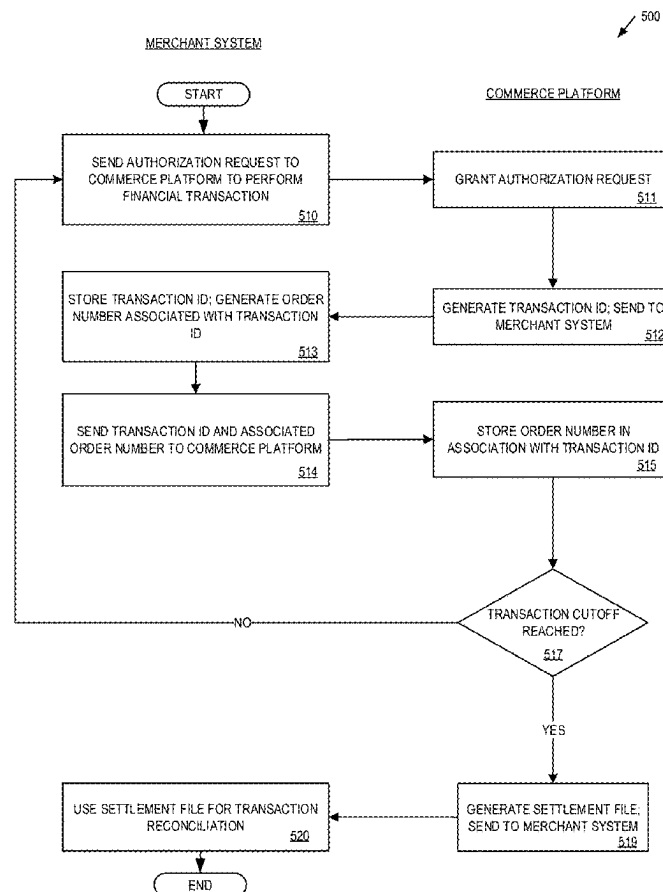 500
MERCHANT SYSTEM
COMMERCE PLATFORM
START
SEND AUTHORIZATION REQUEST TO
COMMERCE PLATFORM TO PERFORM
FINANCIAL TRANSACTION
510
GRANT AUTHORIZATION REQUEST
511
GENERATE TRANSACTION ID; SEND TO
MERCHANT SYSTEM
512
STORE TRANSACTION ID; GENERATE ORDER
NUMBER ASSOCIATED WITH TRANSACTION
ID
513
SEND TRANSACTION ID AND ASSOCIATED
ORDER NUMBER TO COMMERCE PLATFORM
514
STORE ORDER NUMBER IN
ASSOCIATION WITH TRANSACTION ID
515
TRANSACTION CUTOFF
REACHED?
517
NO
YES
GENERATE SETTLEMENT FILE;
SEND TO MERCHANT SYSTEM
519
USE SETTLEMENT FILE FOR TRANSACTION
RECONCILIATION
520
END